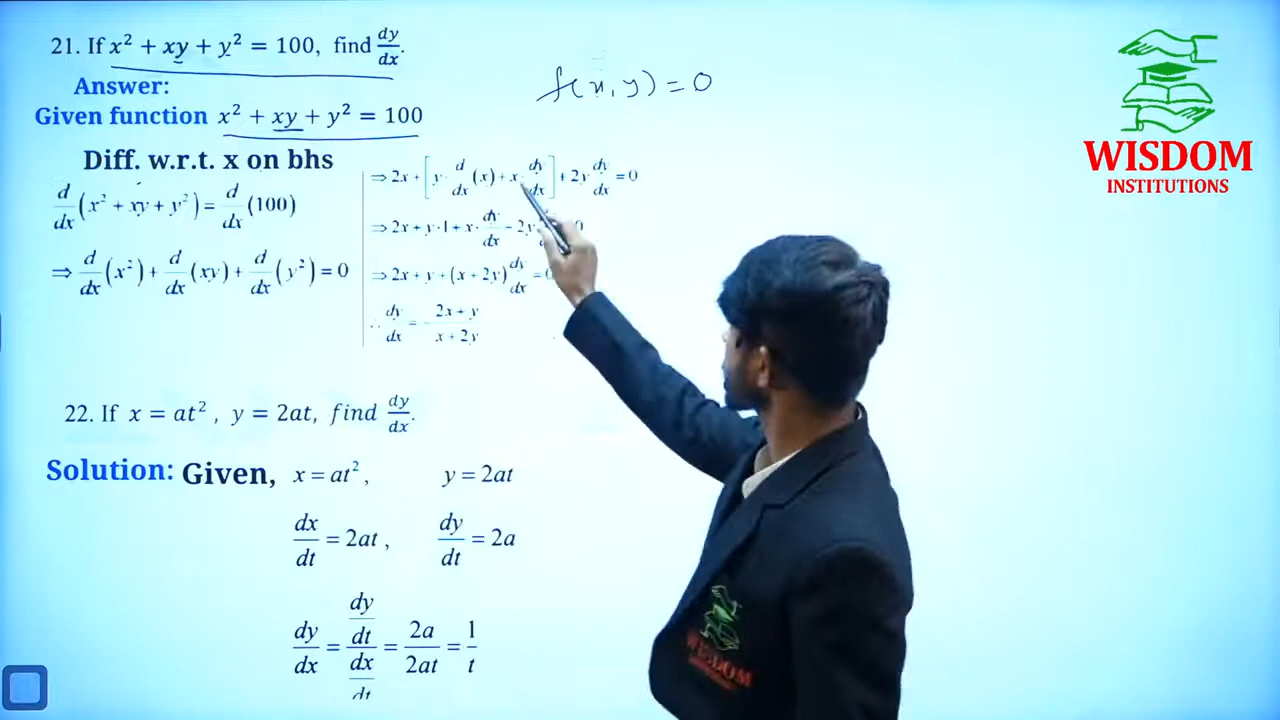 21. If x² + xy + y² = 100, find dy/dx.
f(x, y) = 0
Answer:
Given function x² + xy + y² = 100
Diff. w.r.t. x on bhs
d/dx (x² + xy + y²) = d/dx (100)
⇒ d/dx (x²) + d/dx (xy) + d/dx (y²) = 0
⇒ 2x + [y · d/dx (x) + x · dy/dx] + 2y dy/dx = 0
⇒ 2x + y · 1 + x · dy/dx - 2y 0
⇒ 2x + y + (x + 2y) dy/dx = 0
∴ dy/dx = - (2x + y)/(x + 2y)
22. If x = at², y = 2at, find dy/dx.
Solution: Given, x = at², y = 2at
dx/dt = 2at, dy/dt = 2a
dy/dx = (dy/dt)/(dx/dt) = 2a/2at = 1/t
WISDOM
INSTITUTIONS
WISDOM